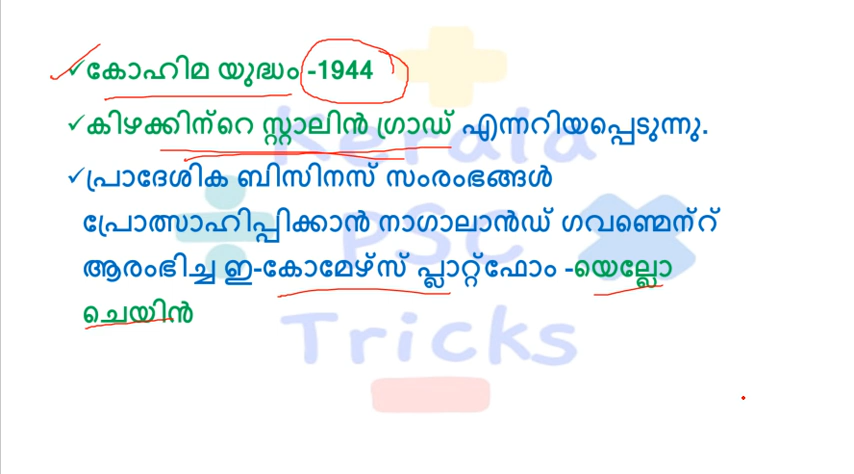 ✓കോഹിമ യുദ്ധം -1944
✓കിഴക്കിന്റെ സ്റ്റാലിൻ ഗ്രാഡ് എന്നറിയപ്പെടുന്നു.
✓പ്രാദേശിക ബിസിനസ് സംരംഭങ്ങൾ
പ്രോത്സാഹിപ്പിക്കാൻ നാഗാലാൻഡ് ഗവണ്മെന്റ്
ആരംഭിച്ച ഇ-കോമേഴ്സ് പ്ലാറ്റ്ഫോം -യെല്ലോ
ചെയിൻ
Kerala
PSC
Tricks